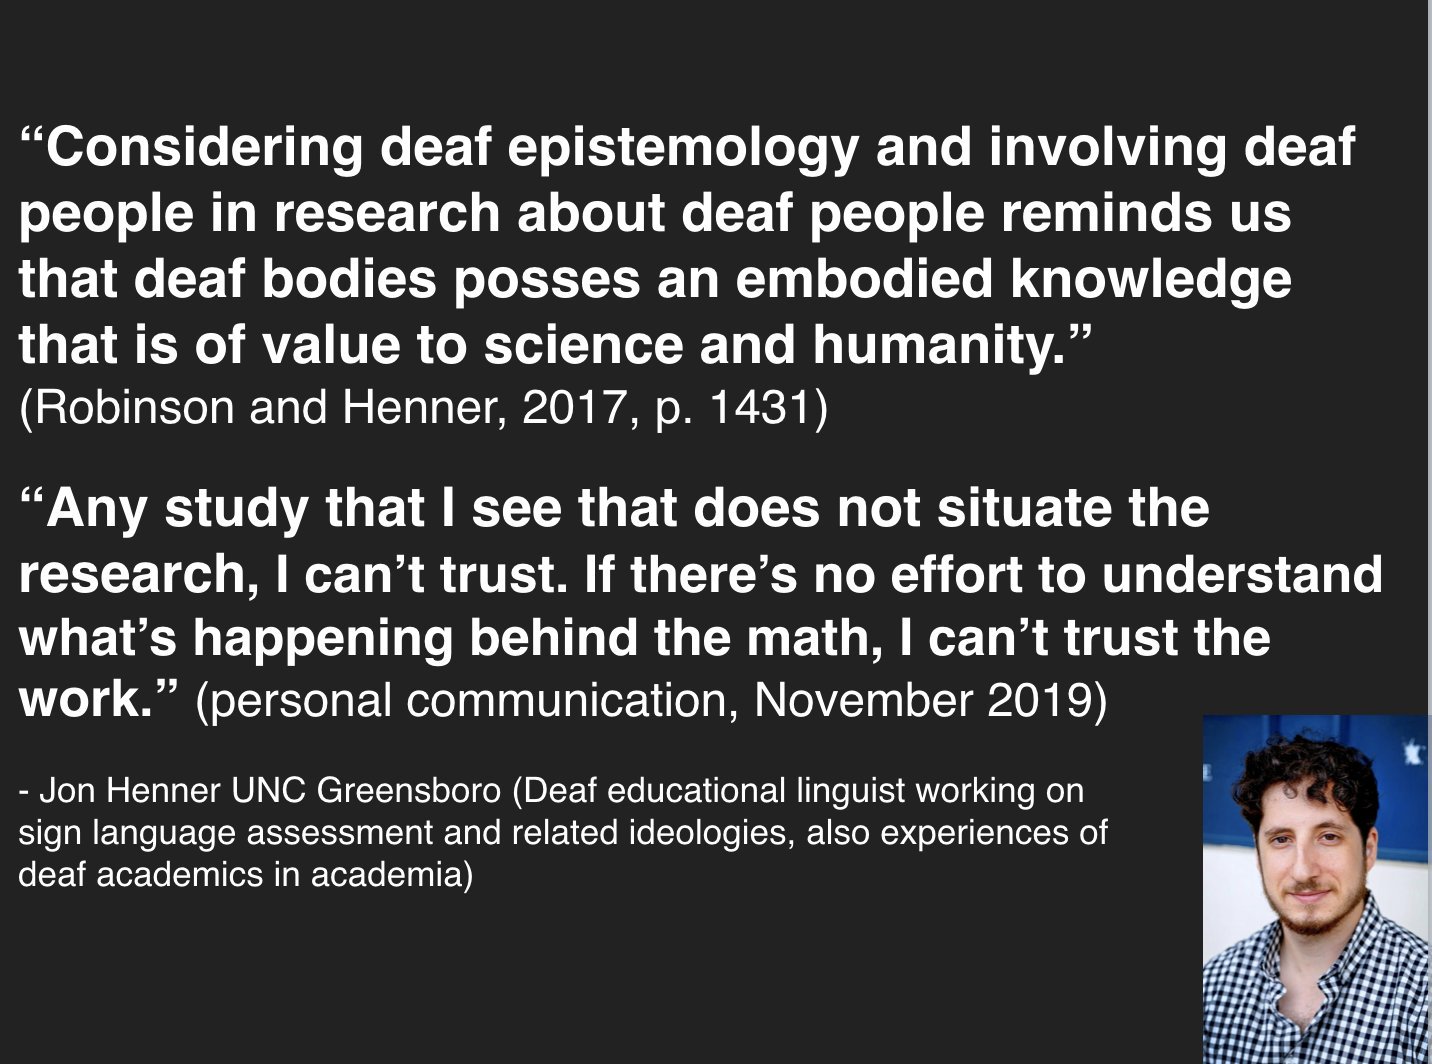 “Considering deaf epistemology and involving deaf
people in research about deaf people reminds us
that deaf bodies posses an embodied knowledge
that is of value to science and humanity.”
(Robinson and Henner, 2017, p. 1431)
“Any study that I see that does not situate the
research, I can’t trust. If there’s no effort to understand
what’s happening behind the math, I can’t trust the
work.” (personal communication, November 2019)
- Jon Henner UNC Greensboro (Deaf educational linguist working on
sign language assessment and related ideologies, also experiences of
deaf academics in academia)